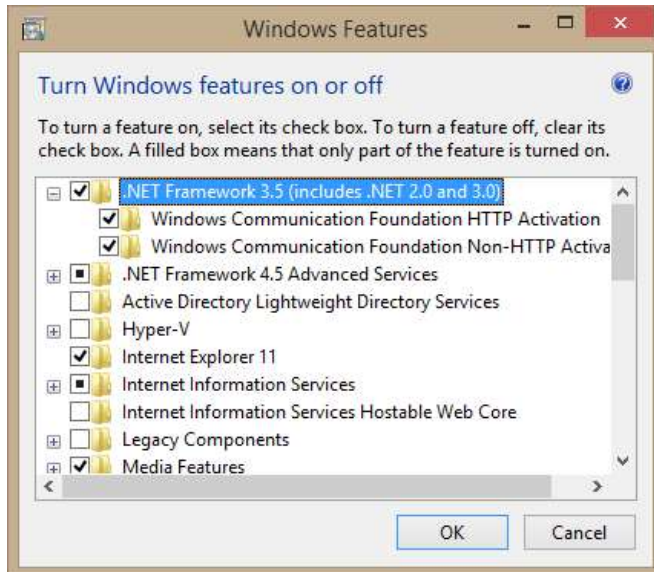 Windows Features
Turn Windows features on or off
To turn a feature on, select its check box. To turn a feature off, clear its
check box. A filled box means that only part of the feature is turned on.
.NET Framework 3.5 (includes .NET 2.0 and 3.0)
Windows Communication Foundation HTTP Activation
Windows Communication Foundation Non-HTTP Activa
.NET Framework 4.5 Advanced Services
Active Directory Lightweight Directory Services
Hyper-V
Internet Explorer 11
Internet Information Services
Internet Information Services Hostable Web Core
Legacy Components
Media Features
OK Cancel